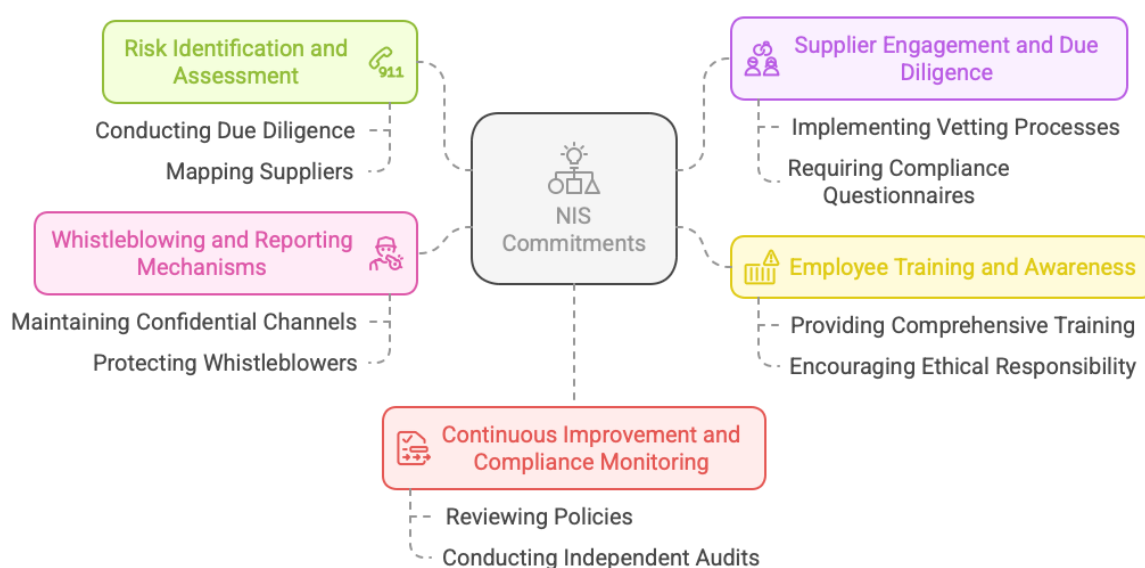 Risk Identification and
Assessment
911
Conducting Due Diligence
Mapping Suppliers
Whistleblowing and Reporting
Mechanisms
Maintaining Confidential Channels
Protecting Whistleblowers
NIS
Commitments
Supplier Engagement and Due
Diligence
Implementing Vetting Processes
Requiring Compliance
Questionnaires
Employee Training and Awareness
Providing Comprehensive Training
Encouraging Ethical Responsibility
Continuous Improvement and
Compliance Monitoring
Reviewing Policies
Conducting Independent Audits